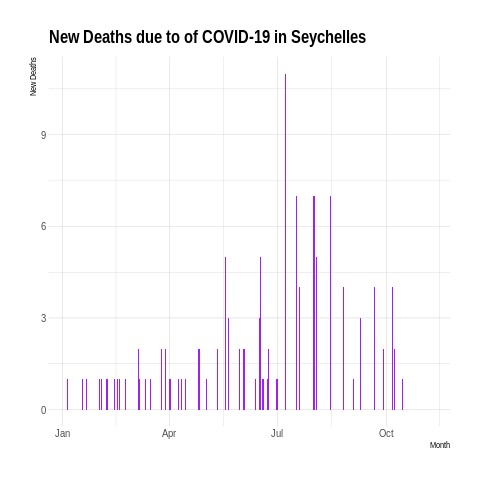 New Deaths due to of COVID-19 in Seychelles
New Deaths
9
6
3
0
Jan Apr Jul Oct
Month